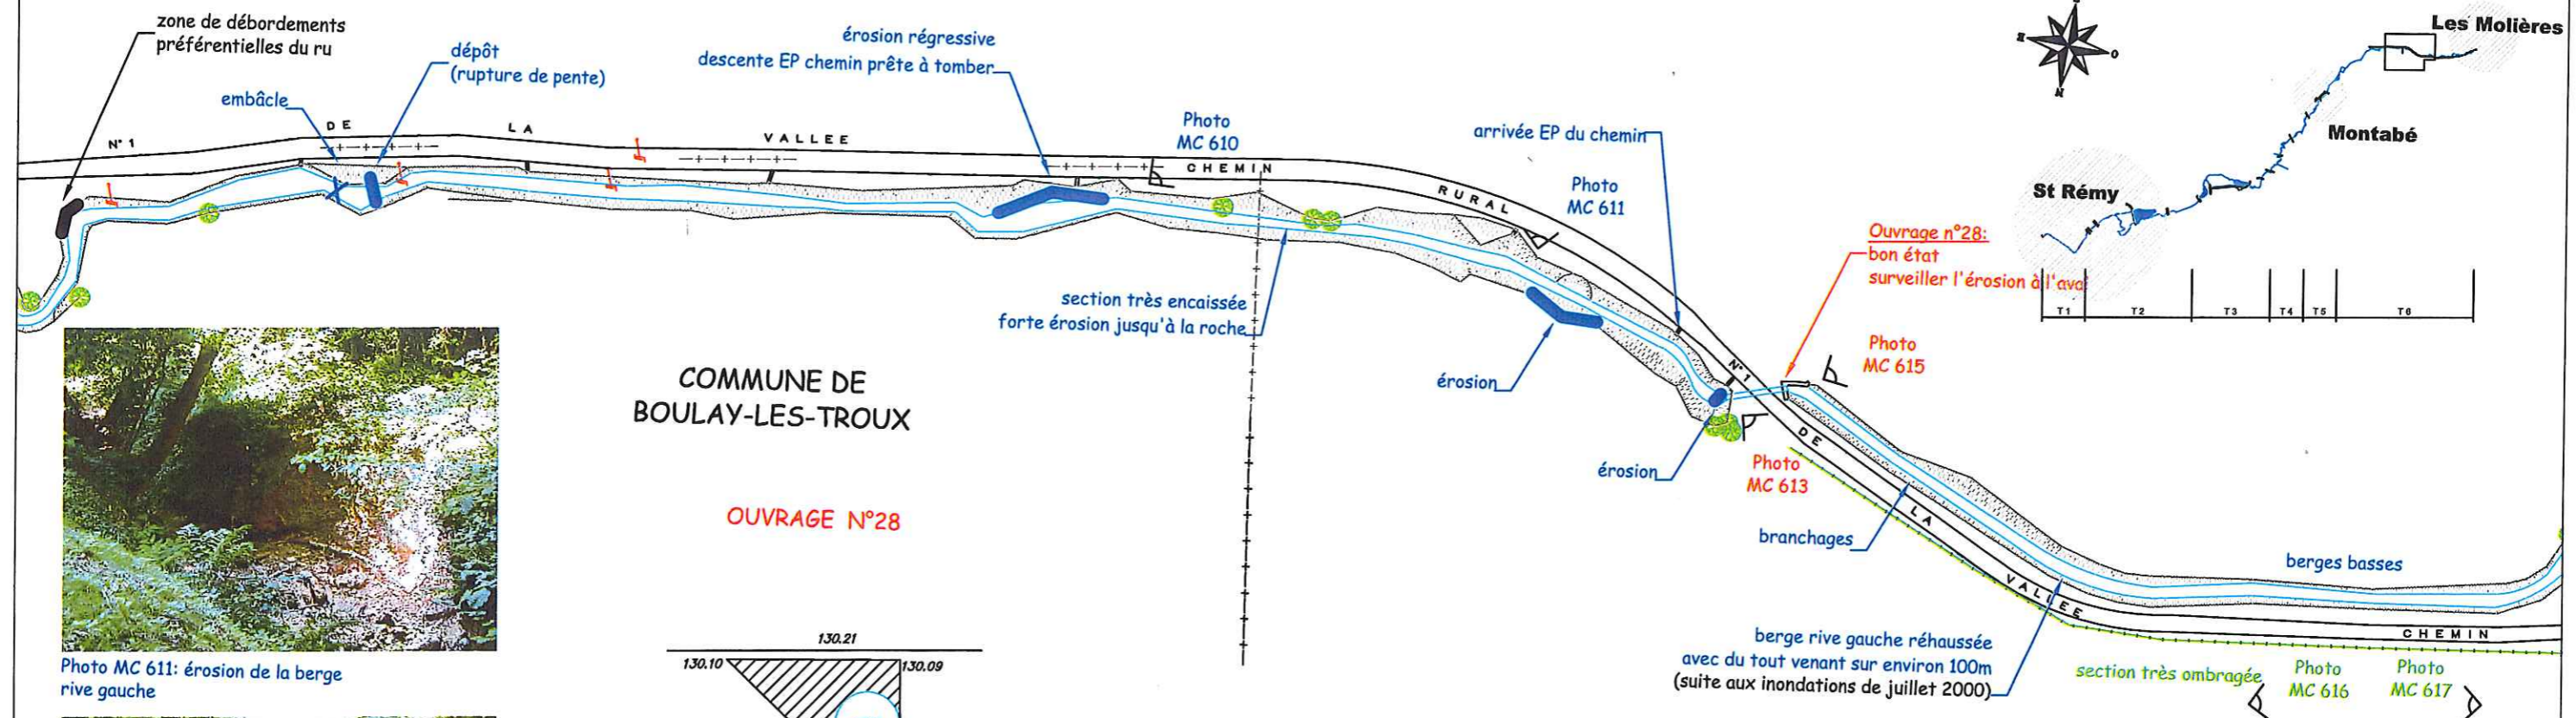 zone de débordements
préférentielles du ru
embâcle
dépôt
(rupture de pente)
érosion régressive
descente EP chemin prête à tomber
N° 1 DE LA VALLEE
CHEMIN RURAL N° 1 DE LA VALLEE
CHEMIN
Photo
MC 610
arrivée EP du chemin
Photo
MC 611
Ouvrage n°28:
bon état
surveiller l'érosion à l'ava
Photo
MC 615
section très encaissée
forte érosion jusqu'à la roche
érosion
érosion
Photo
MC 613
branchages
berges basses
berge rive gauche réhaussée
avec du tout venant sur environ 100m
(suite aux inondations de juillet 2000)
section très ombragée
Photo
MC 616
Photo
MC 617
COMMUNE DE
BOULAY-LES-TROUX
OUVRAGE N°28
130.21
130.10
130.09
Photo MC 611: érosion de la berge
rive gauche
Les Molières
Montabé
St Rémy
E
O
N
T1 T2 T3 T4 T5 T6